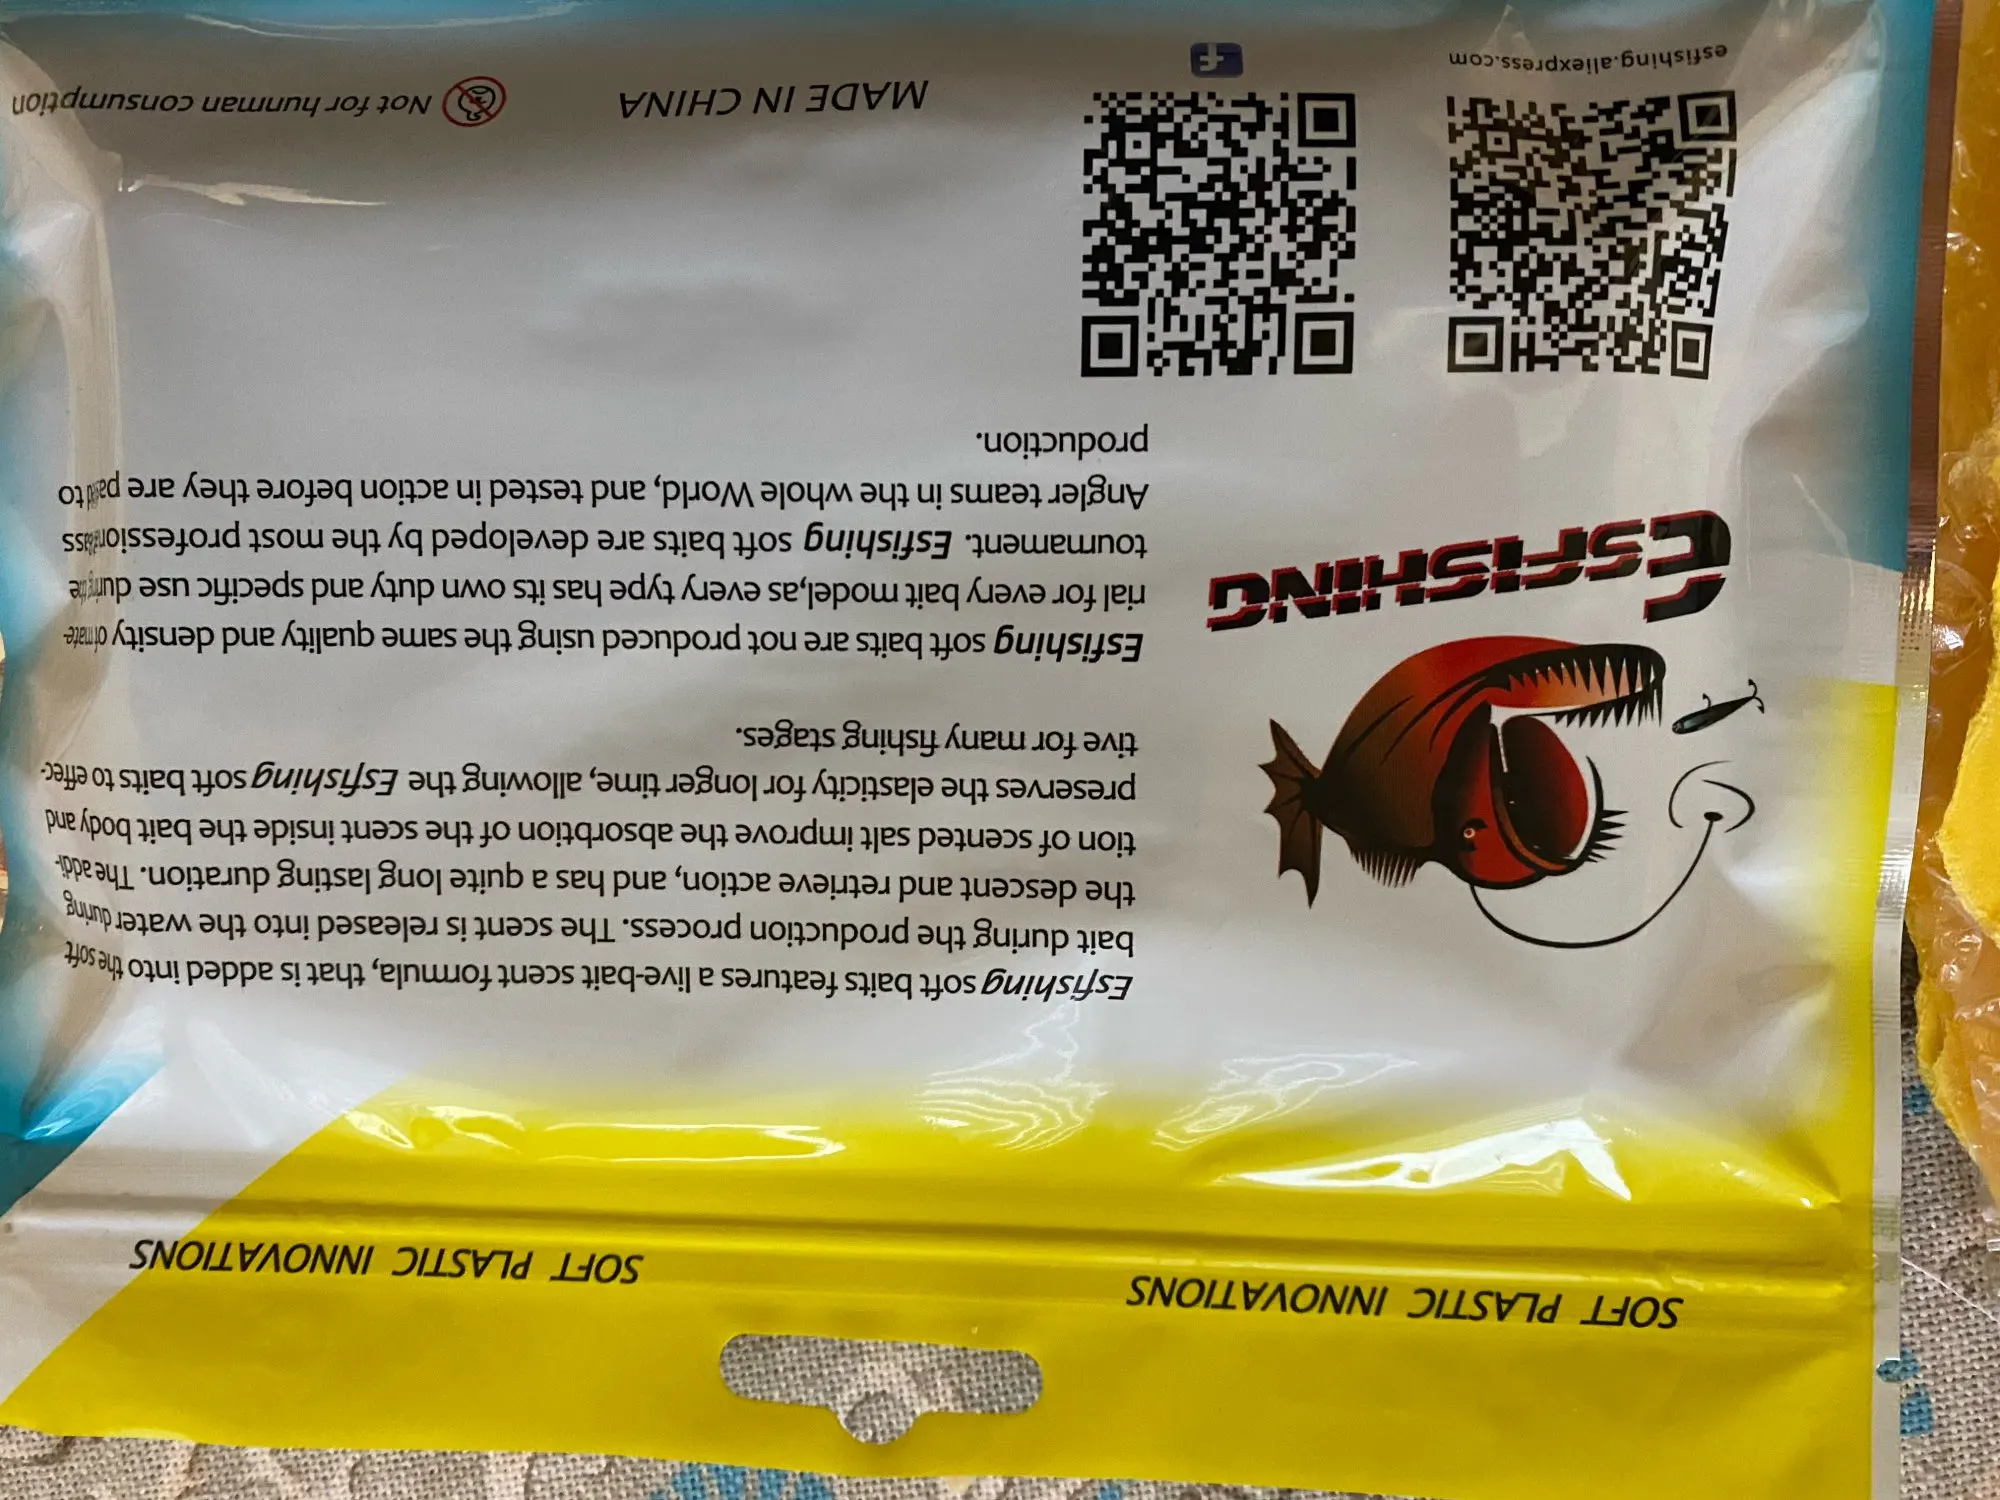 SOFT PLASTIC INNOVATIONS
SOFT PLASTIC INNOVATIONS
Esfishing soft baits features a live-bait scent formula, that is added into the soft
bait during the production process. The scent is released into the water during
the descent and retrieve action, and has a quite long lasting duration. The addi-
tion of scented salt improve the absorbtion of the scent inside the bait body and
preserves the elasticity for longer time, allowing the Esfishing soft baits to effec-
tive for many fishing stages.
Esfishing soft baits are not produced using the same quality and density of mate-
rial for every bait model,as every type has its own duty and specific use during the
tournament. Esfishing soft baits are developed by the most professional bass
Angler teams in the whole World, and tested in action before they are passed to
production.
ESFISHING
esfishing.aliexpress.com
f
MADE IN CHINA
Not for hunman consumption